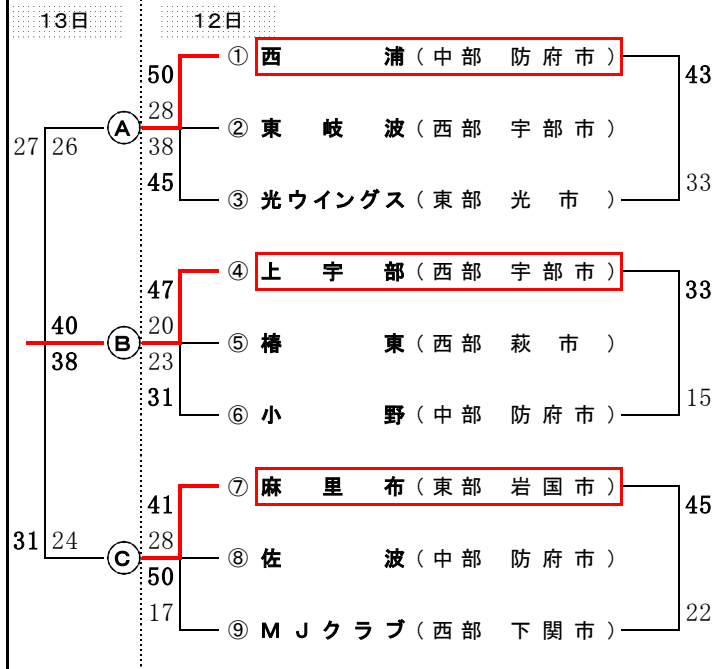 13日 12日
50 ① 西浦(中部 防府市) 43
28
27 26 A ② 東岐波(西部 宇部市)
38
45 33
③ 光ウイングス(東部 光市)
④ 上宇部(西部 宇部市)
47 33
40 20
B ⑤ 椿東(西部 萩市)
38 23
31 15
⑥ 小野(中部 防府市)
⑦ 麻里布(東部 岩国市)
41 45
31 24 28
C ⑧ 佐波(中部 防府市)
50
17 22
⑨ MJクラブ(西部 下関市)